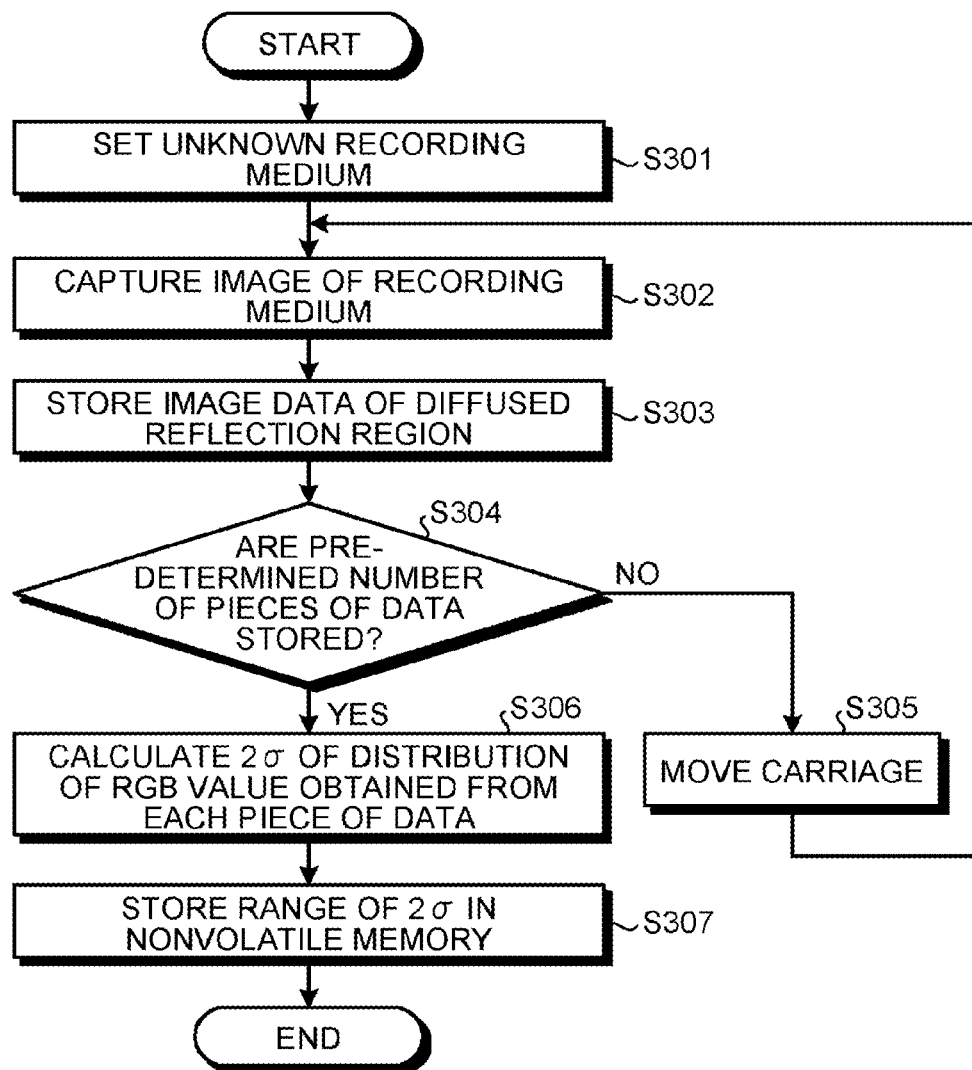 START
SET UNKNOWN RECORDING
MEDIUM
S301
CAPTURE IMAGE OF RECORDING
MEDIUM
S302
STORE IMAGE DATA OF DIFFUSED
REFLECTION REGION
S303
S304
ARE PRE-
DETERMINED NUMBER
OF PIECES OF DATA
STORED?
NO
YES
S305
MOVE CARRIAGE
S306
CALCULATE 2σ OF DISTRIBUTION
OF RGB VALUE OBTAINED FROM
EACH PIECE OF DATA
STORE RANGE OF 2σ IN
NONVOLATILE MEMORY
S307
END